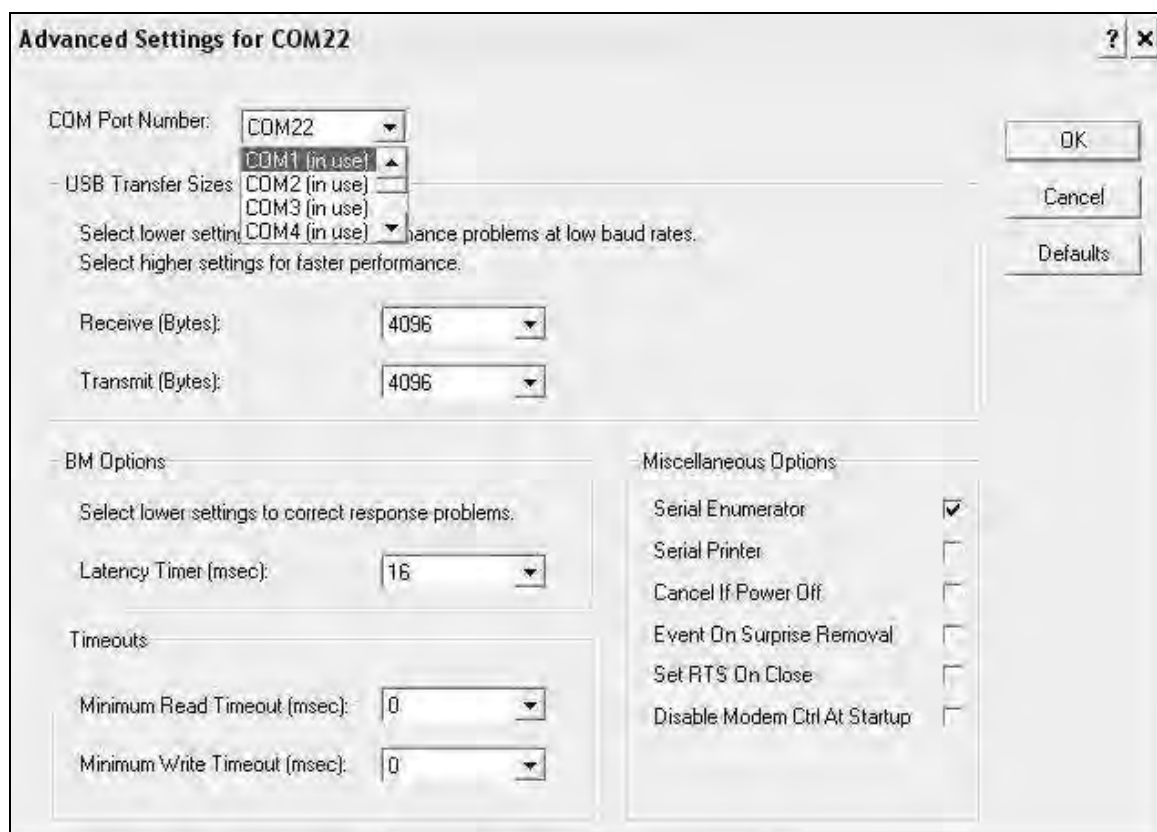 Advanced Settings for COM22
? ×
COM Port Number: COM22
COM1 (in use)
USB Transfer Sizes COM2 (in use)
COM3 (in use)
Select lower setting COM4 (in use) mance problems at low baud rates.
Select higher settings for faster performance.
Receive (Bytes): 4096
Transmit (Bytes): 4096
OK
Cancel
Defaults
BM Options
Select lower settings to correct response problems.
Latency Timer (msec): 16
Timeouts
Minimum Read Timeout (msec): 0
Minimum Write Timeout (msec): 0
Miscellaneous Options
Serial Enumerator
Serial Printer
Cancel If Power Off
Event On Surprise Removal
Set RTS On Close
Disable Modem Ctrl At Startup